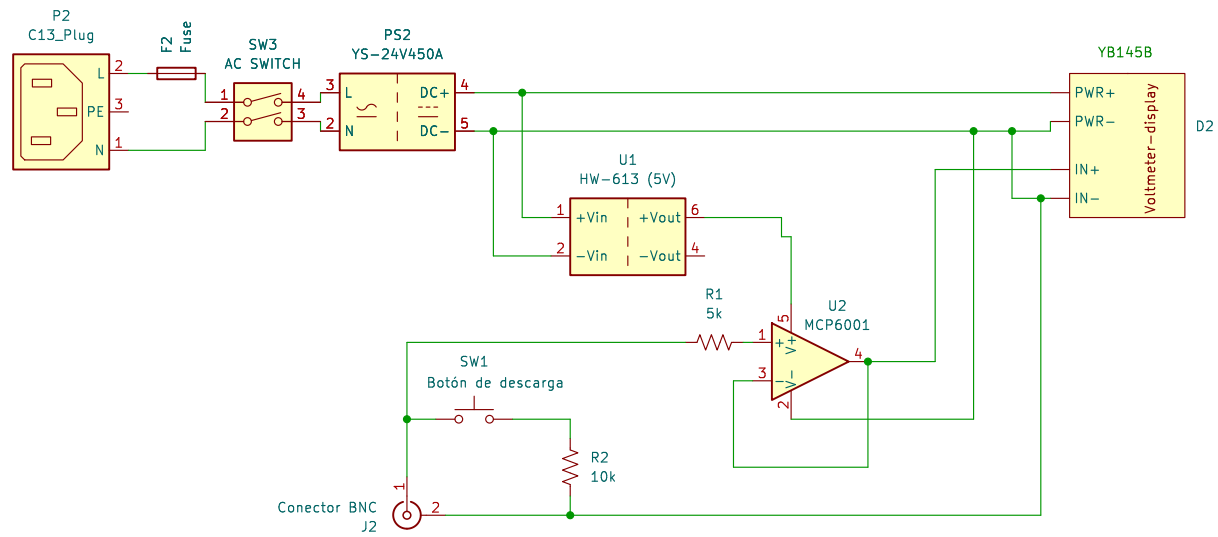 P2
C13_Plug
L 2
PE 3
N 1
F2
Fuse
SW3
AC SWITCH
1 4
2 3
PS2
YS-24V450A
3 L DC+ 4
2 N DC- 5
YB145B
PWR+
PWR-
IN+
IN-
Voltmeter-display
D2
U1
HW-613 (5V)
1 +Vin +Vout 6
2 -Vin -Vout 4
R1
5k
U2
MCP6001
5
1 + V+
4
3 - V-
2
SW1
Botón de descarga
R2
10k
1
Conector BNC 2
J2